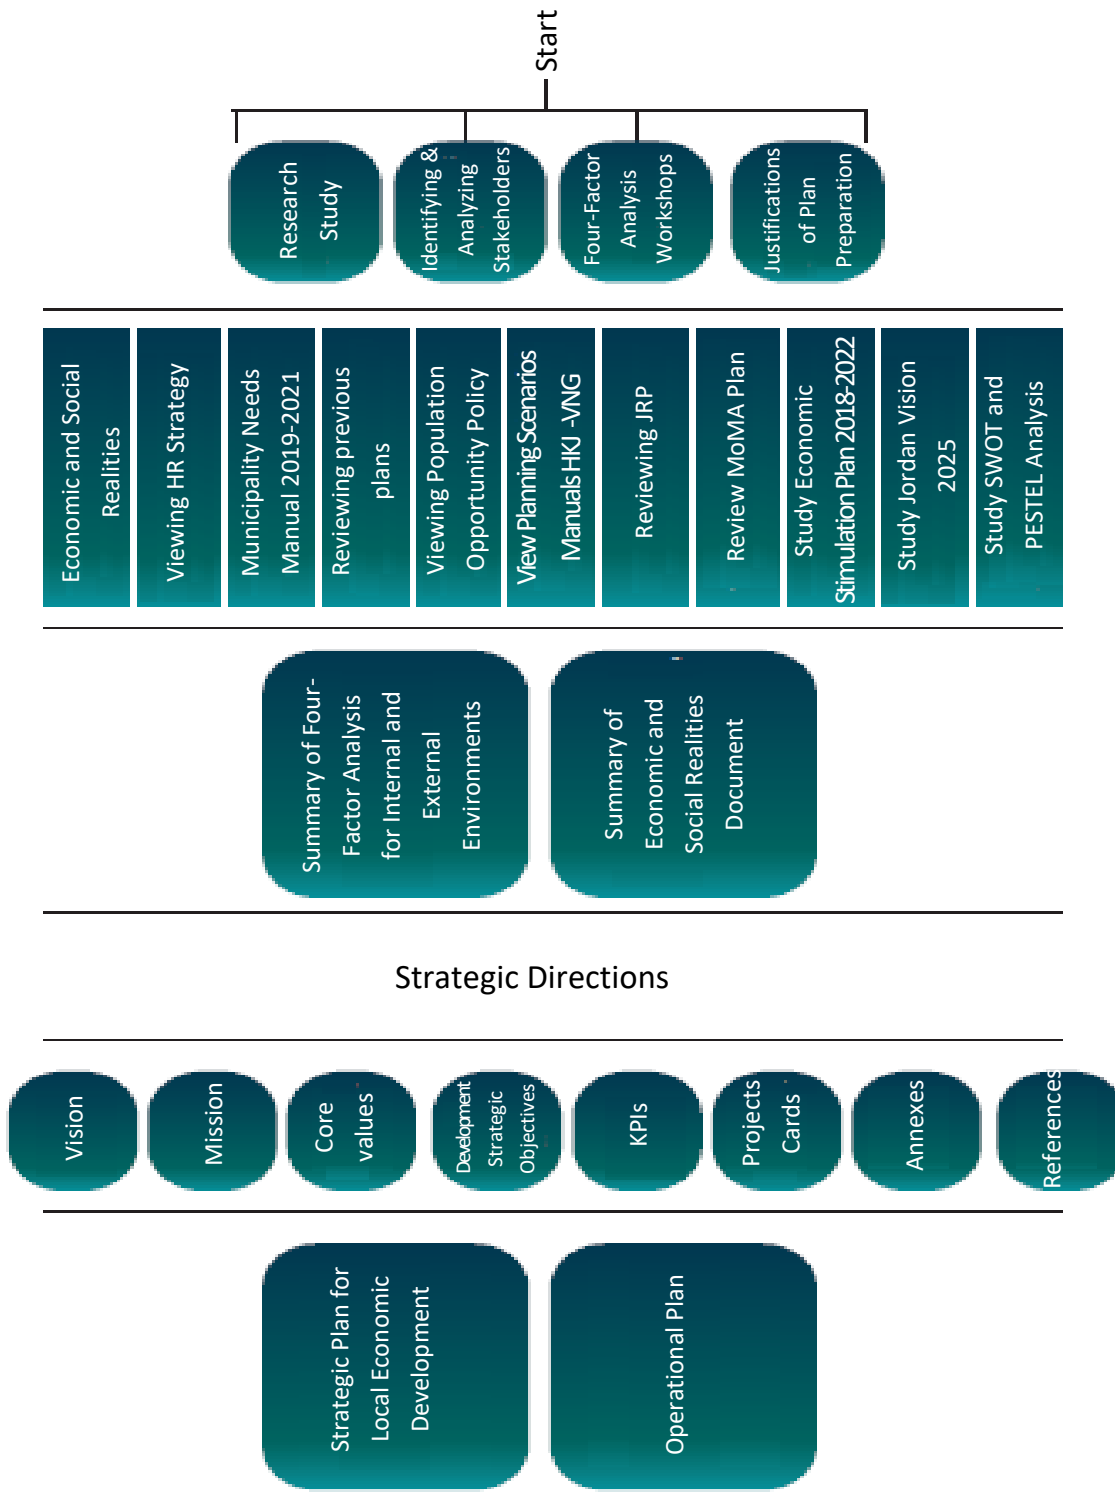 Start
Research
Study
Identifying &
Analyzing
Stakeholders
Four-Factor
Analysis
Workshops
Justifications
of Plan
Preparation
Economic and Social
Realities
Viewing HR Strategy
Municipality Needs
Manual 2019-2021
Reviewing previous
plans
Viewing Population
Opportunity Policy
View Planning Scenarios
Manuals HKJ -VNG
Reviewing JRP
Review MoMA Plan
Study Economic
Stimulation Plan 2018-2022
Study Jordan Vision
2025
Study SWOT and
PESTEL Analysis
Summary of Four-
Factor Analysis
for Internal and
External
Environments
Summary of
Economic and
Social Realities
Document
Strategic Directions
Vision
Mission
Core
values
Development
Strategic
Objectives
KPIs
Projects
Cards
Annexes
References
Strategic Plan for
Local Economic
Development
Operational Plan